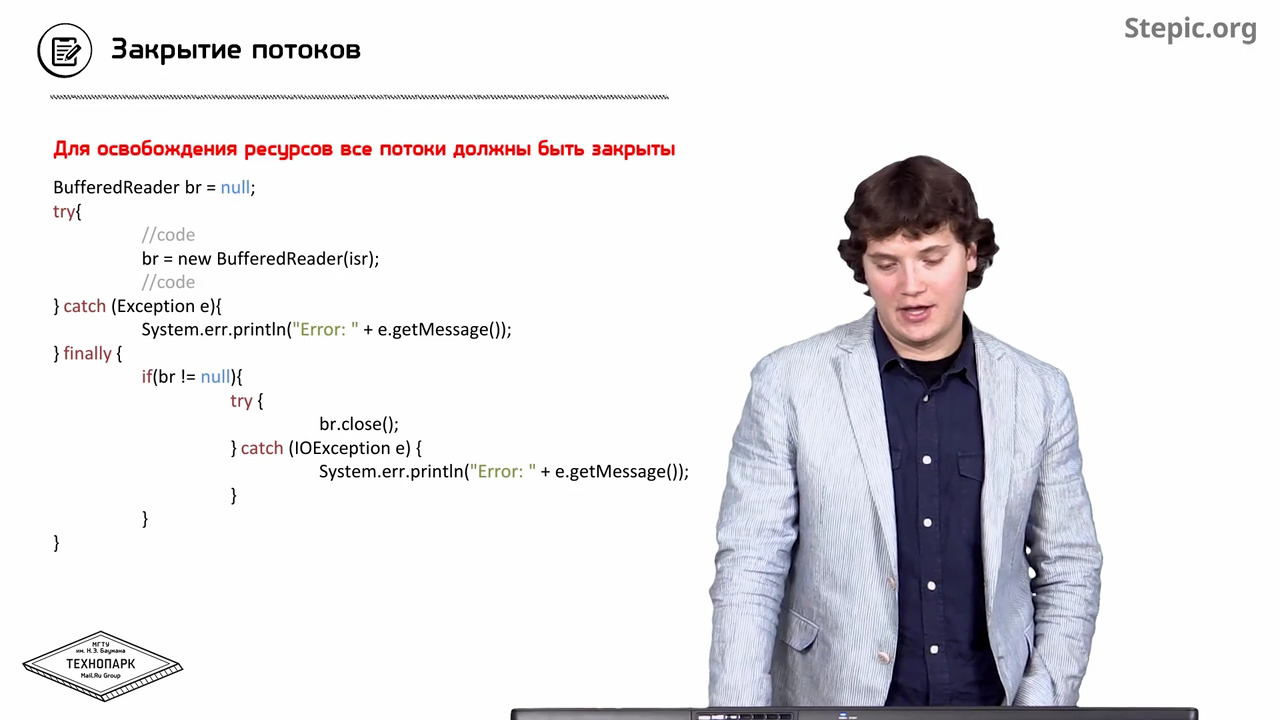 Stepic.org
Закрытие потоков
Для освобождения ресурсов все потоки должны быть закрыты
BufferedReader br = null;
try{
//code
br = new BufferedReader(isr);
//code
} catch (Exception e){
System.err.println("Error: " + e.getMessage());
} finally {
if(br != null){
try {
br.close();
} catch (IOException e) {
System.err.println("Error: " + e.getMessage());
}
}
}
МГТУ
им. Н.Э. Баумана
ТЕХНОПАРК
Mail.Ru Group